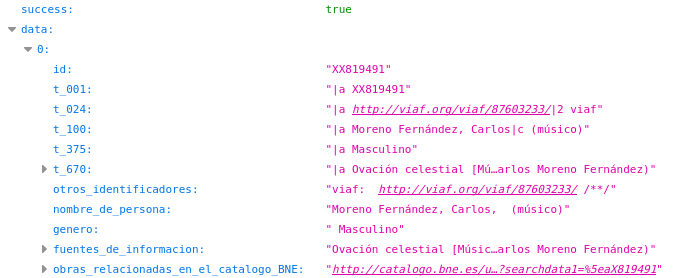 success: true
data:
0:
id: "XX819491"
t_001: "|a XX819491"
t_024: "|a http://viaf.org/viaf/87603233/|2 viaf"
t_100: "|a Moreno Fernández, Carlos|c (músico)"
t_375: "|a Masculino"
t_670: "|a Ovación celestial [Mú…arlos Moreno Fernández)"
otros_identificadores: "viaf: http://viaf.org/viaf/87603233/ /**/"
nombre_de_persona: "Moreno Fernández, Carlos, (músico)"
genero: " Masculino"
fuentes_de_informacion: "Ovación celestial [Músic…arlos Moreno Fernández)"
obras_relacionadas_en_el_catalogo_BNE: "http://catalogo.bne.es/u…?searchdata1=%5eaX819491"